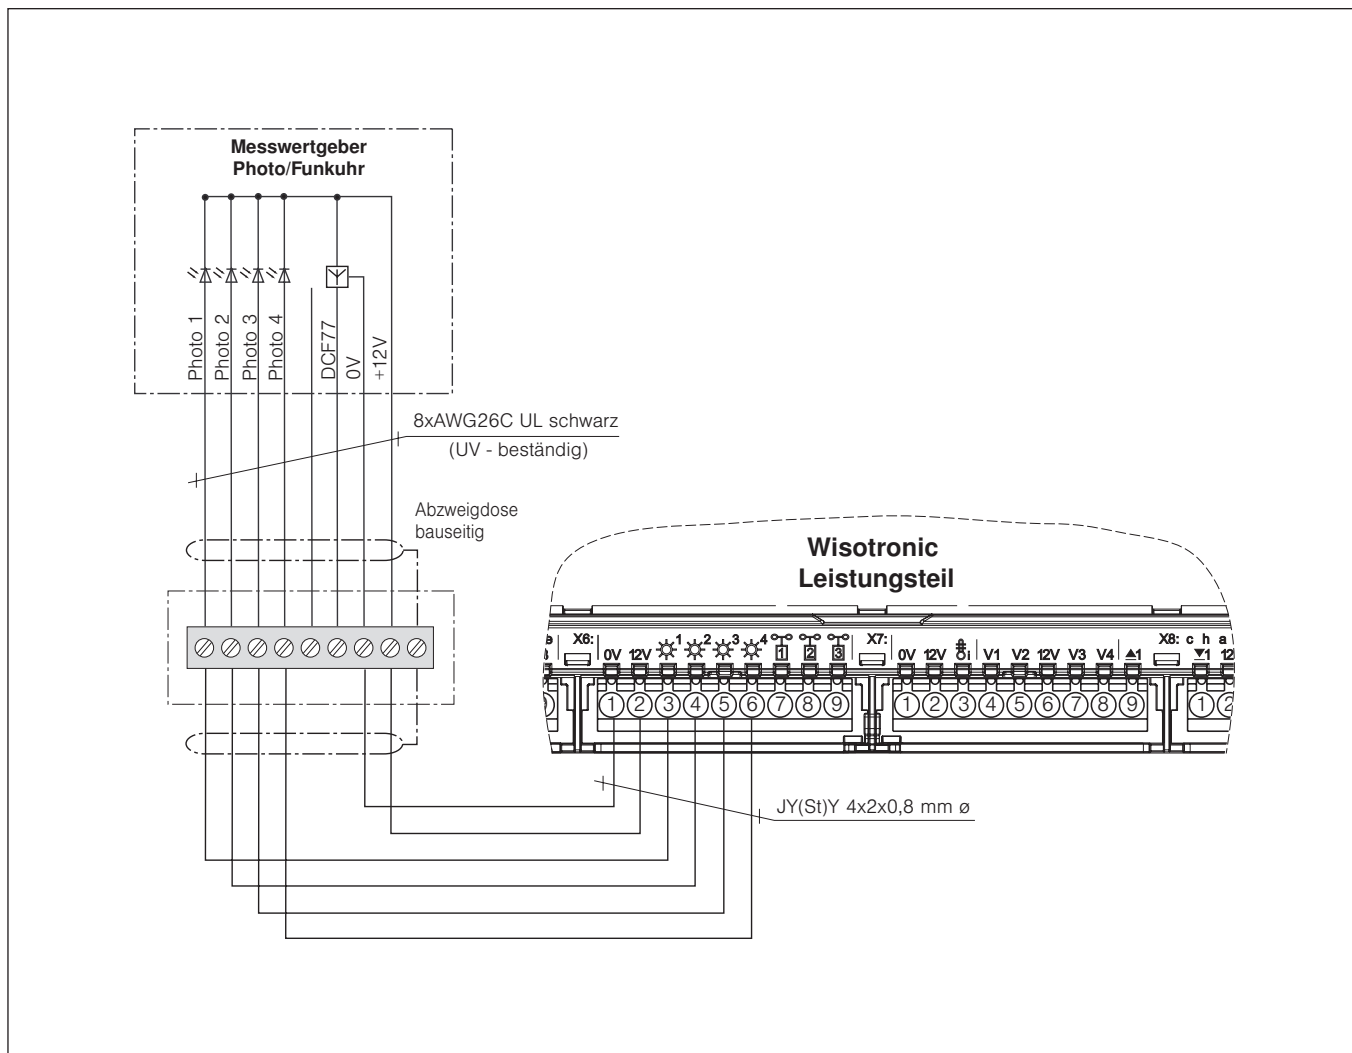 Messwertgeber
Photo/Funkuhr
Photo 1
Photo 2
Photo 3
Photo 4
DCF77
0V
+12V
8xAWG26C UL schwarz
(UV - beständig)
Abzweigdose
bauseitig
Wisotronic
Leistungsteil
e X6: 1 2 3 4 1 2 3 X7: X8: c h a
0V 12V 0V 12V i V1 V2 12V V3 V4 ▲1 ▼1 12
1 2 3 4 5 6 7 8 9 1 2 3 4 5 6 7 8 9 1 2
JY(St)Y 4x2x0,8 mm ø